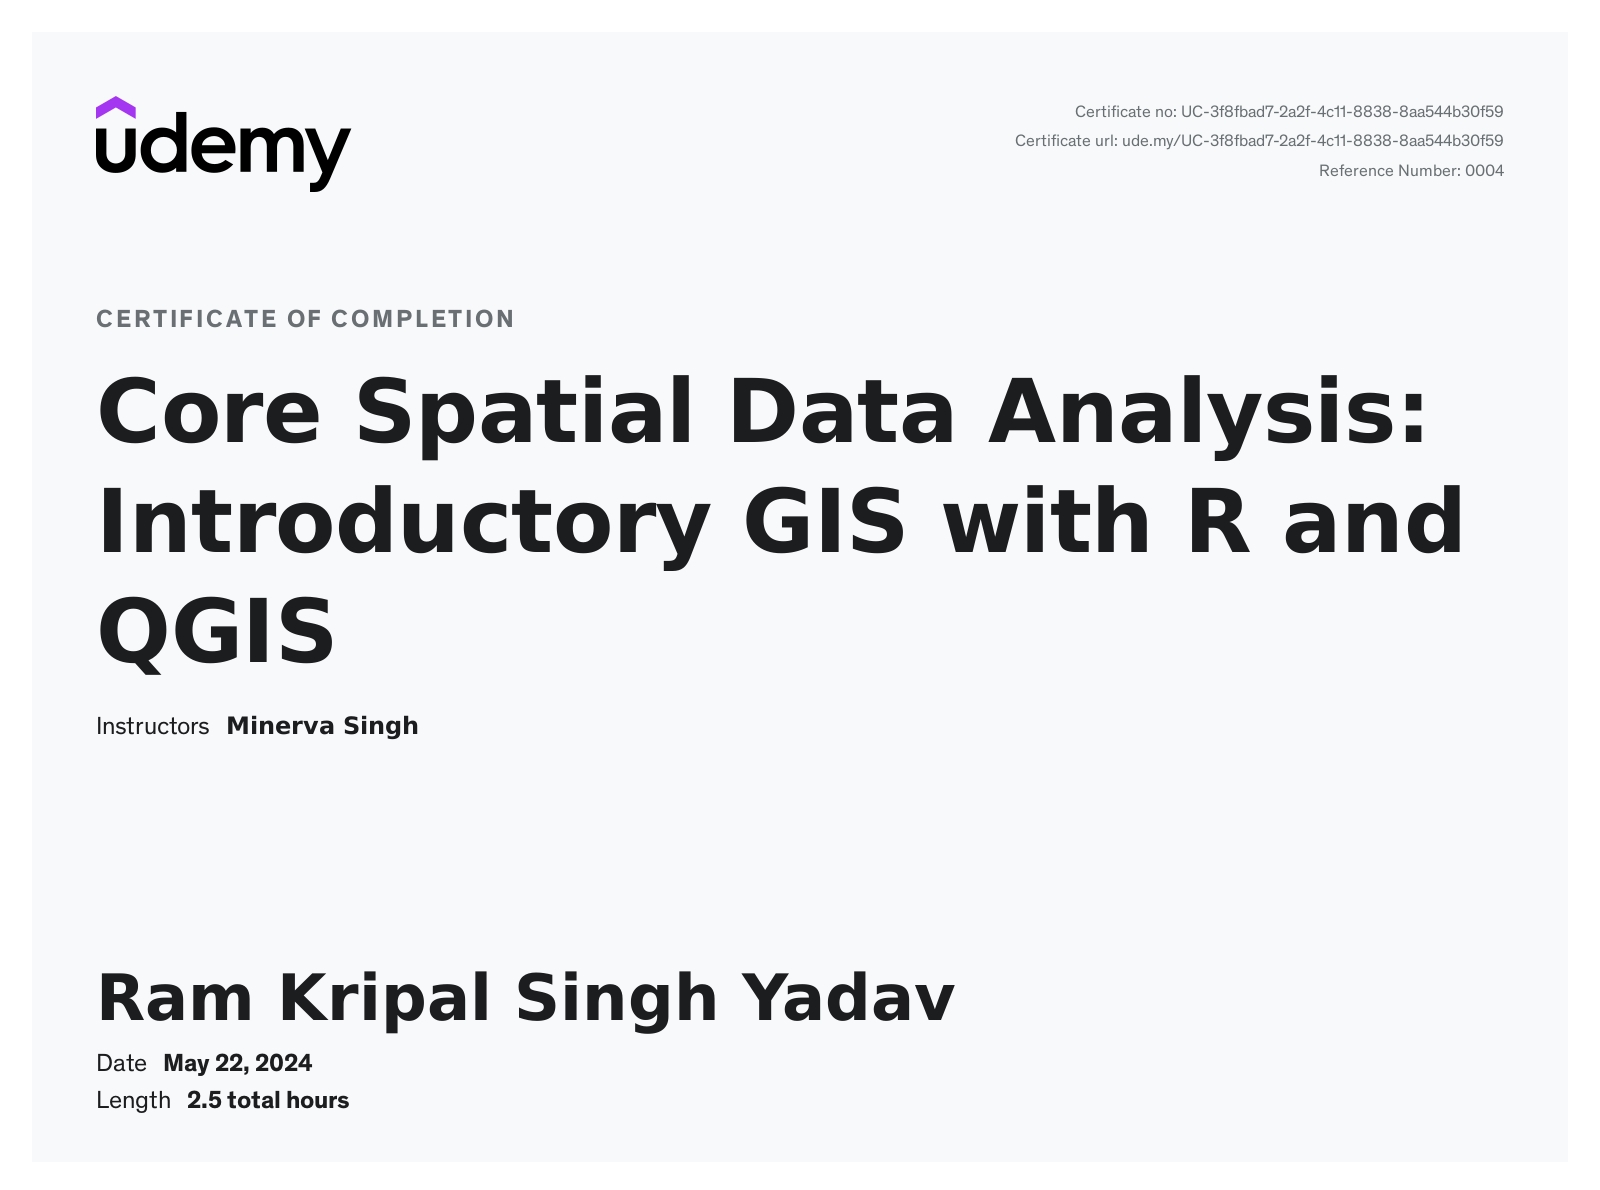 udemy
Certificate no: UC-3f8fbad7-2a2f-4c11-8838-8aa544b30f59
Certificate url: ude.my/UC-3f8fbad7-2a2f-4c11-8838-8aa544b30f59
Reference Number: 0004
CERTIFICATE OF COMPLETION
Core Spatial Data Analysis:
Introductory GIS with R and
QGIS
Instructors Minerva Singh
Ram Kripal Singh Yadav
Date May 22, 2024
Length 2.5 total hours